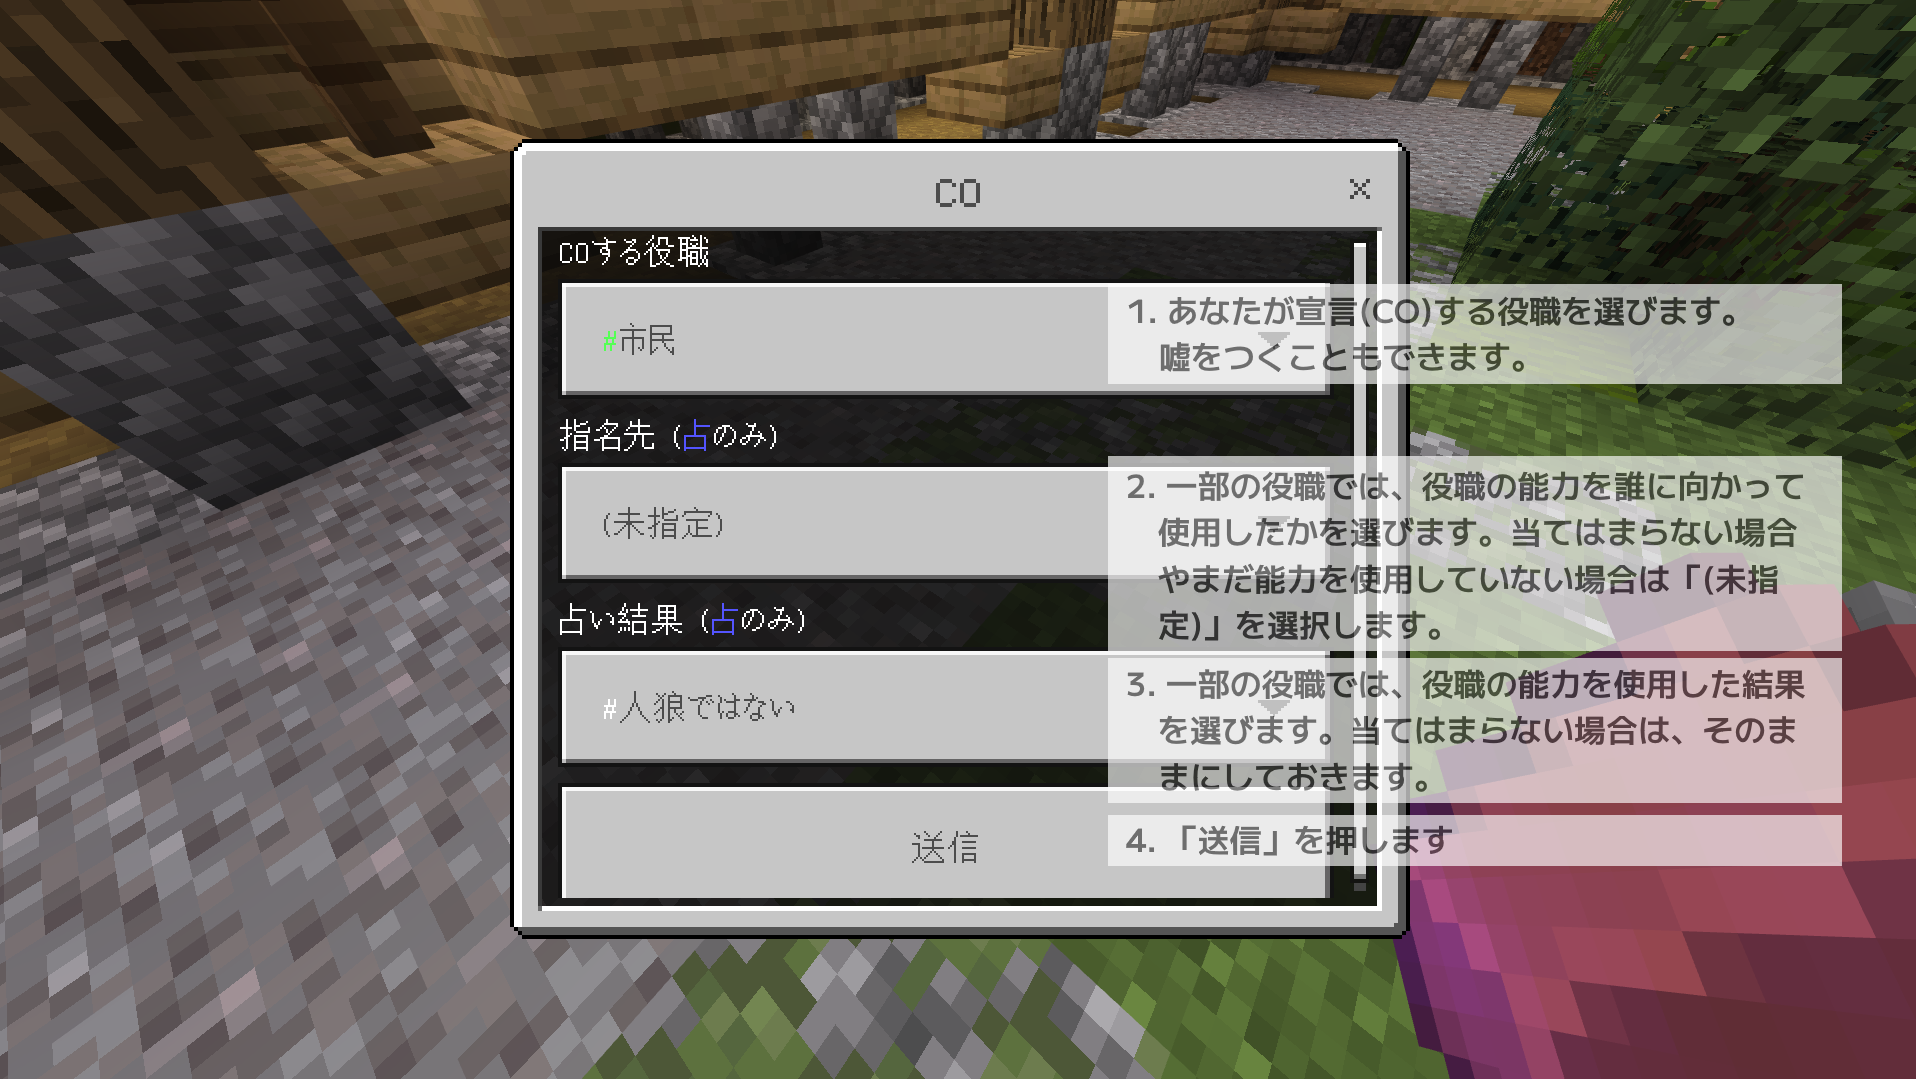 CO
COする役職
#市民
1. あなたが宣言(CO)する役職を選びます。
嘘をつくこともできます。
指名先 (占のみ)
(未指定)
2. 一部の役職では、役職の能力を誰に向かって
使用したかを選びます。当てはまらない場合
やまだ能力を使用していない場合は「(未指
定)」を選択します。
占い結果 (占のみ)
#人狼ではない
3. 一部の役職では、役職の能力を使用した結果
を選びます。当てはまらない場合は、そのま
まにしておきます。
送信
4. 「送信」を押します